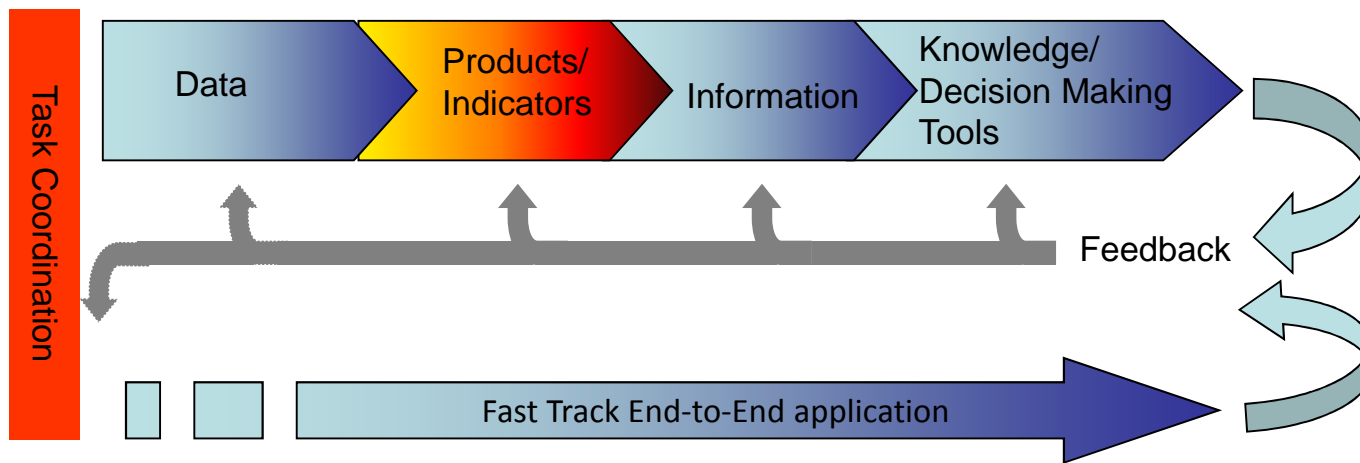 Task Coordination
Data
Products/
Indicators
Information
Knowledge/
Decision Making
Tools
Feedback
Fast Track End-to-End application